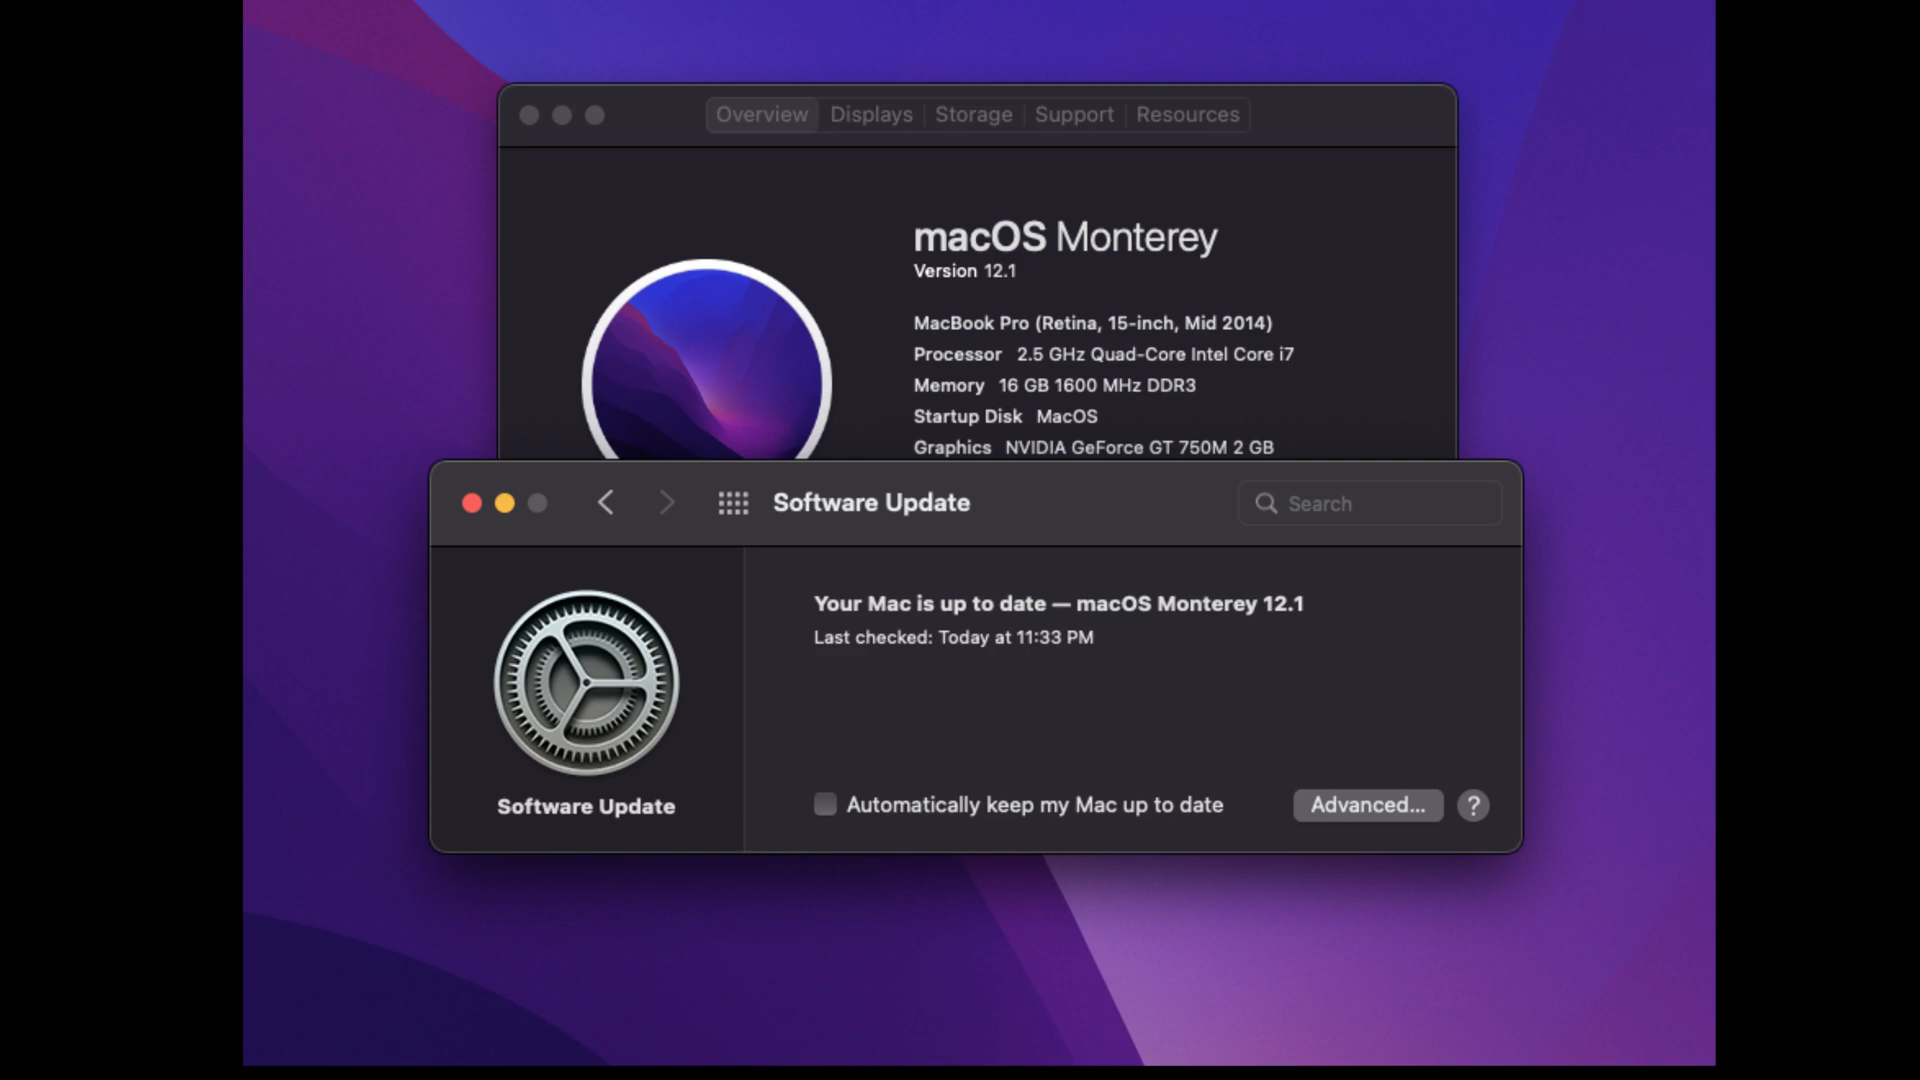 Overview Displays Storage Support Resources
macOS Monterey
Version 12.1
MacBook Pro (Retina, 15-inch, Mid 2014)
Processor 2.5 GHz Quad-Core Intel Core i7
Memory 16 GB 1600 MHz DDR3
Startup Disk MacOS
Graphics NVIDIA GeForce GT 750M 2 GB
Software Update
Search
Your Mac is up to date — macOS Monterey 12.1
Last checked: Today at 11:33 PM
Software Update
Automatically keep my Mac up to date
Advanced...
?